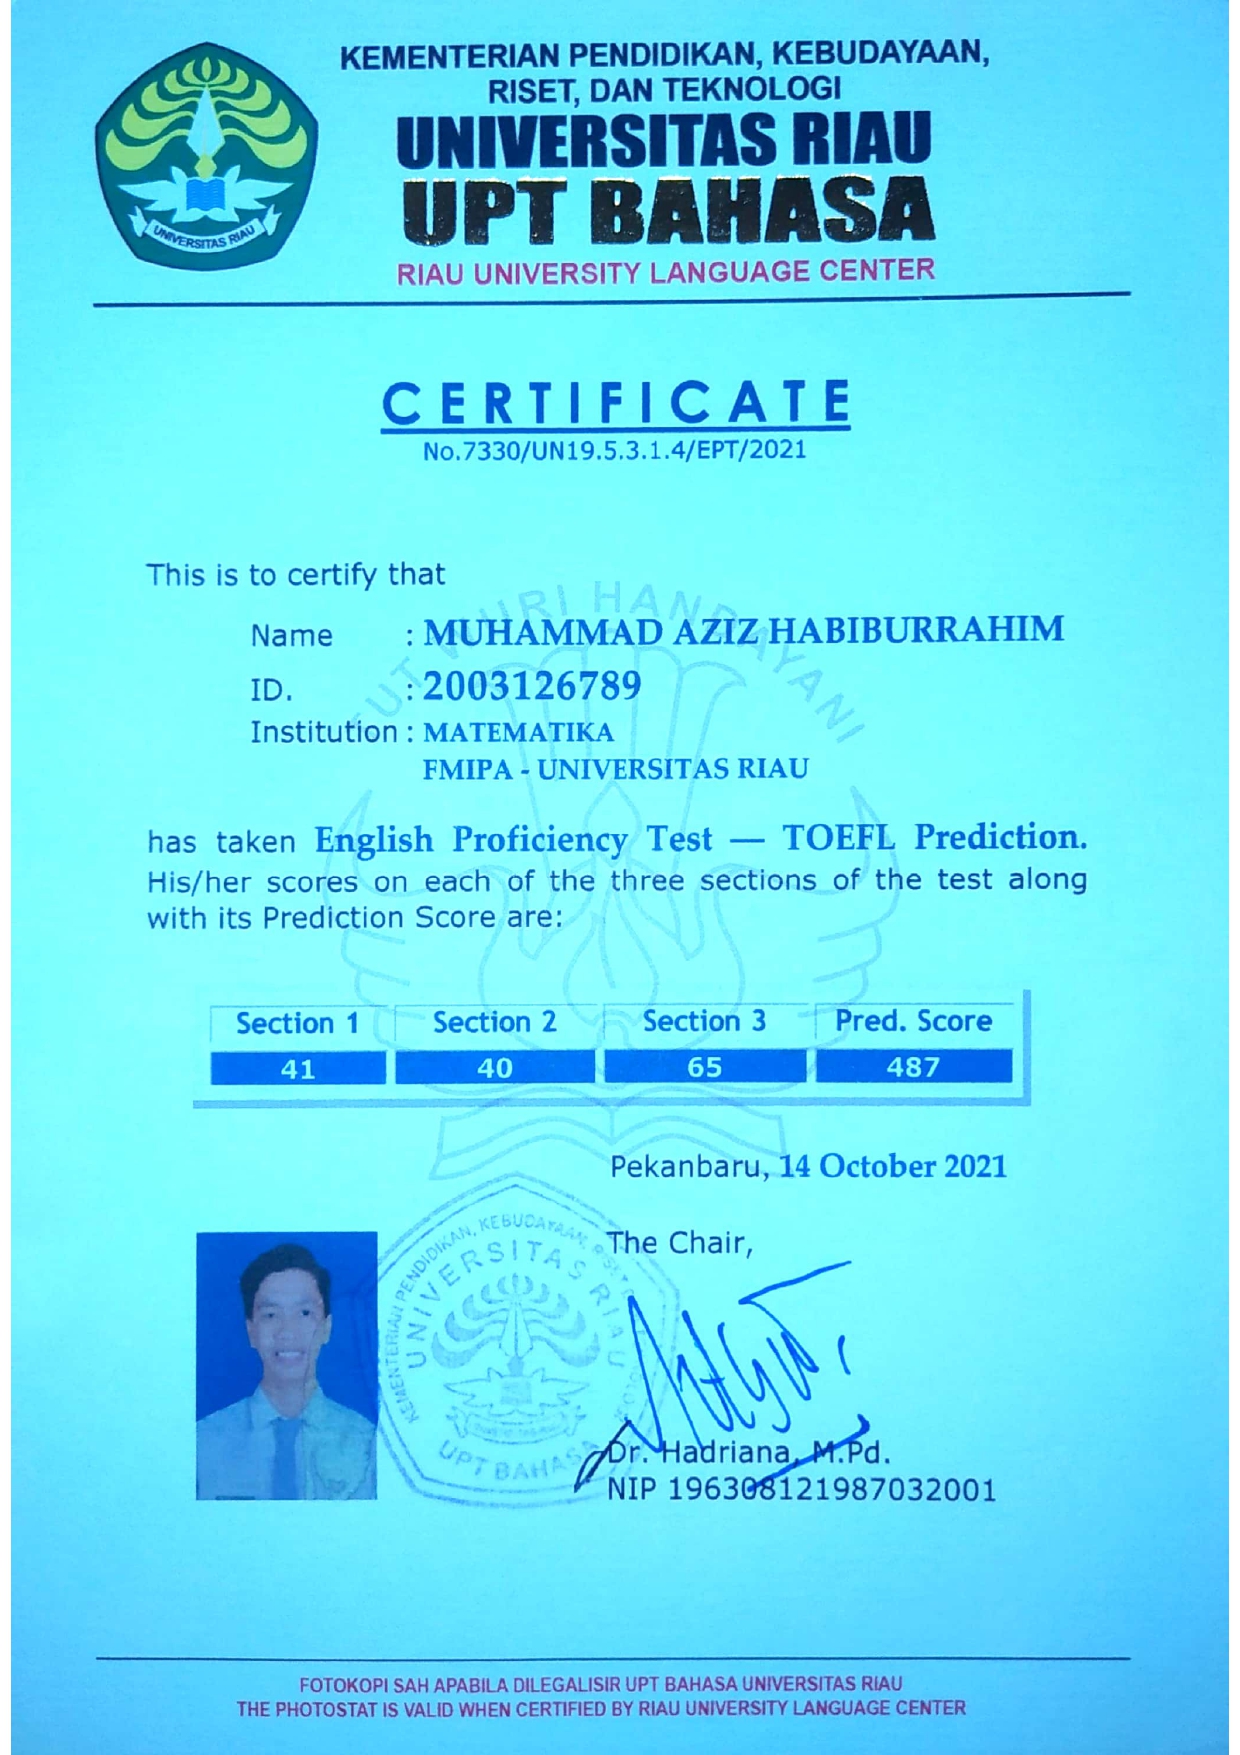 KEMENTERIAN PENDIDIKAN, KEBUDAYAAN,
RISET, DAN TEKNOLOGI
UNIVERSITAS RIAU
UPT BAHASA
RIAU UNIVERSITY LANGUAGE CENTER
UNIVERSITAS RIAU
CERTIFICATE
No.7330/UN19.5.3.1.4/EPT/2021
TUT WURI HANDAYANI
This is to certify that
Name : MUHAMMAD AZIZ HABIBURRAHIM
ID. : 2003126789
Institution : MATEMATIKA
FMIPA - UNIVERSITAS RIAU
has taken English Proficiency Test — TOEFL Prediction.
His/her scores on each of the three sections of the test along
with its Prediction Score are:
Section 1 Section 2 Section 3 Pred. Score
41 40 65 487
Pekanbaru, 14 October 2021
The Chair,
KEMENTERIAN PENDIDIKAN, KEBUDAYAAN, RISET
UNIVERSITAS RIAU
UPT BAHASA
Dr. Hadriana, M.Pd.
NIP 196308121987032001
FOTOKOPI SAH APABILA DILEGALISIR UPT BAHASA UNIVERSITAS RIAU
THE PHOTOSTAT IS VALID WHEN CERTIFIED BY RIAU UNIVERSITY LANGUAGE CENTER